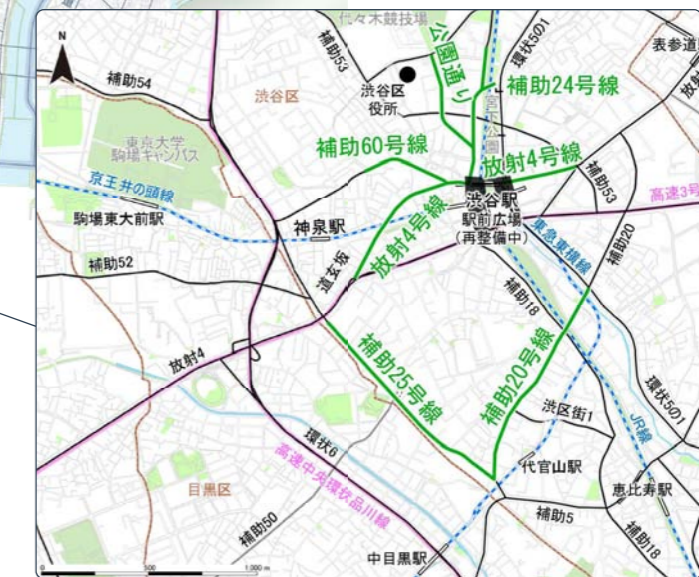 代々木競技場
N
補助54
補助53
渋谷区
渋谷区
役所
公園通り
環状5の1
表参道
補助24号線
宮下公園
東京大学
駒場キャンパス
補助60号線
放射4号線
補助53
京王井の頭線
駒場東大前駅
神泉駅
渋谷駅
駅前広場
(再整備中)
高速3号
東急東横線
補助20
補助52
道玄坂
放射4号線
補助18
放射4
補助25号線
補助20号線
渋区街1
環状5の1
JR線
環状6
高速中央環状品川線
目黒区
代官山駅
恵比寿駅
補助50
補助5
補助18
中目黒駅
0 500 1,000 m